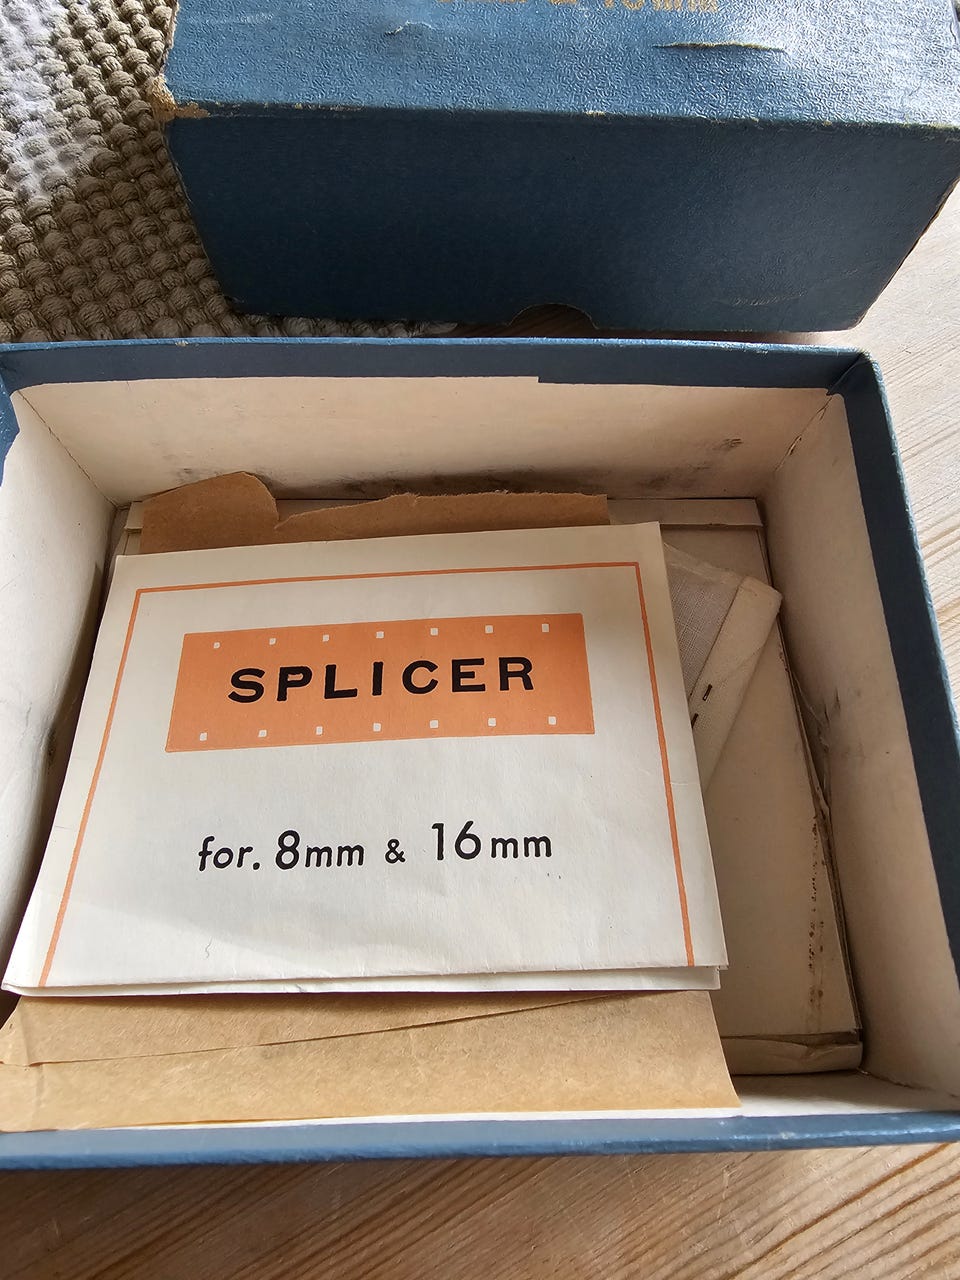 SPLICER
for. 8mm & 16mm